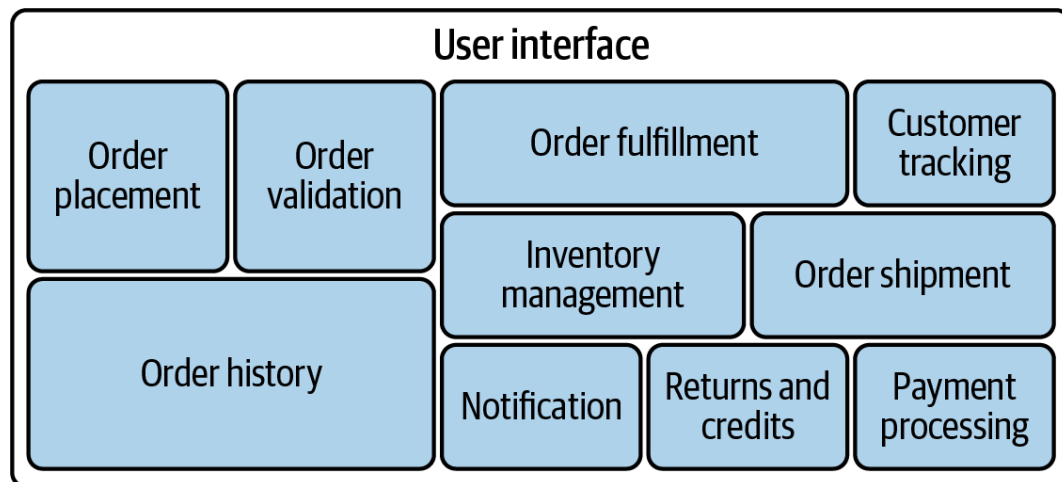 User interface
Order
placement
Order
validation
Order fulfillment
Customer
tracking
Inventory
management
Order shipment
Order history
Notification
Returns and
credits
Payment
processing